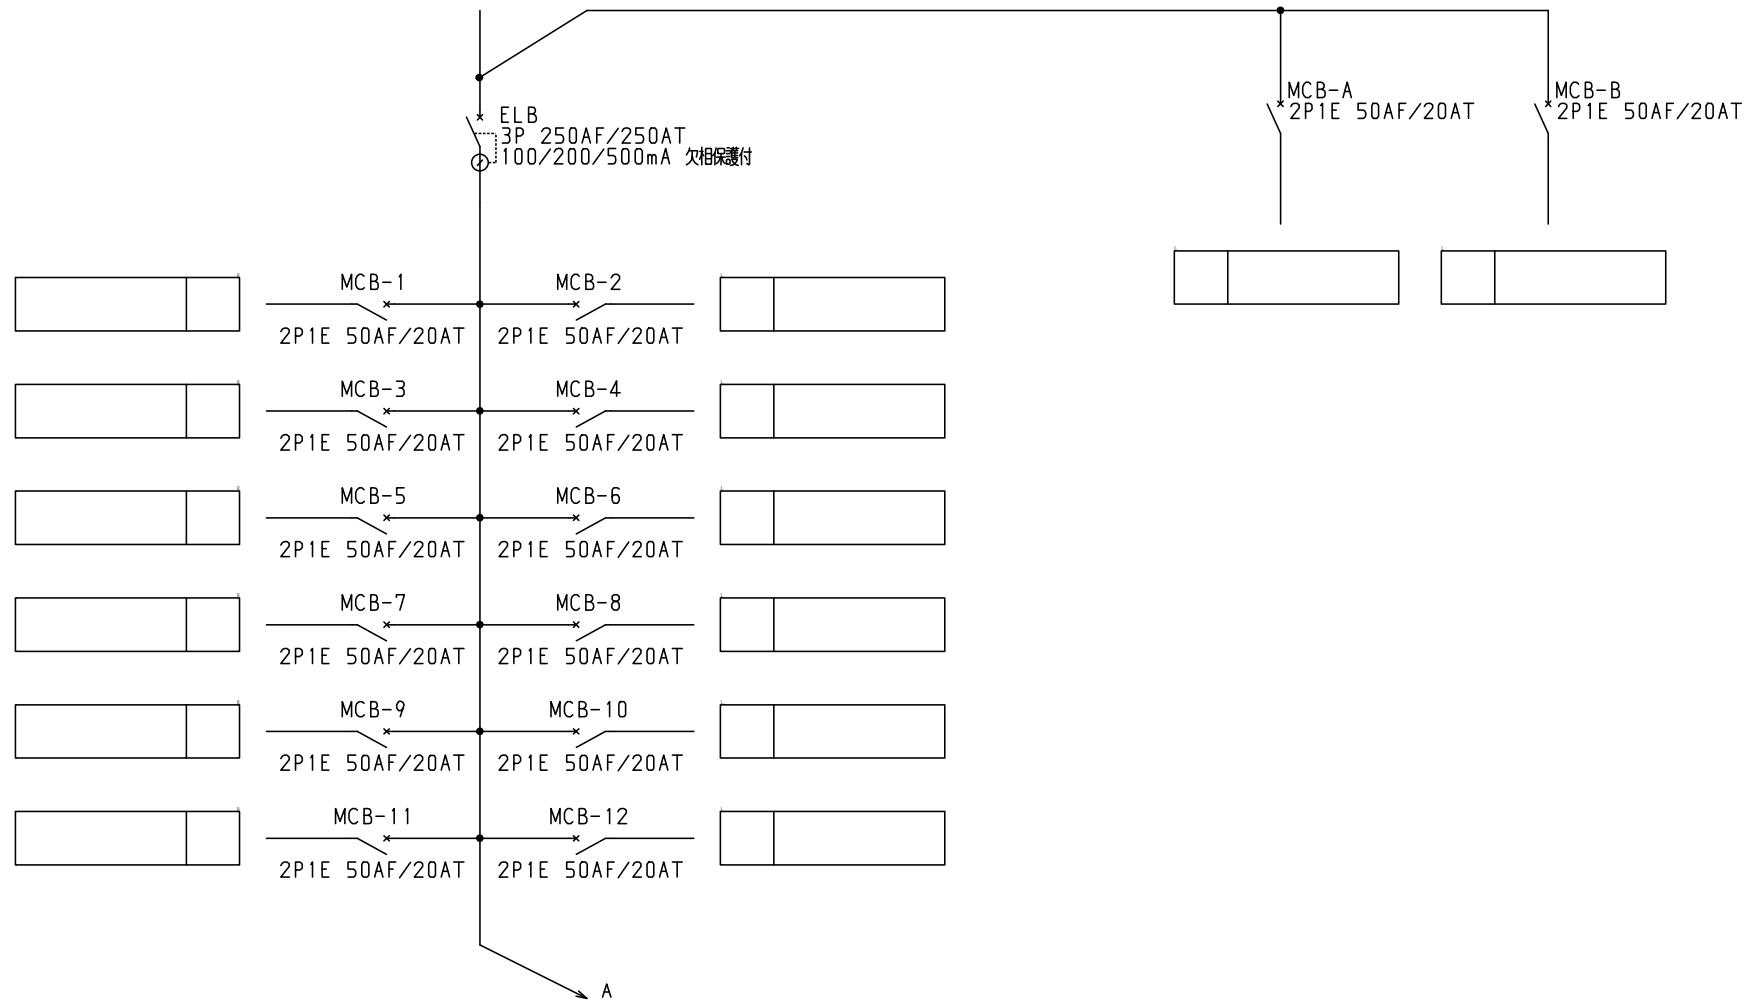 MCB-A
2P1E 50AF/20AT
MCB-B
2P1E 50AF/20AT
ELB
3P 250AF/250AT
100/200/500mA 欠相保護付
MCB-1
2P1E 50AF/20AT
MCB-2
2P1E 50AF/20AT
MCB-3
2P1E 50AF/20AT
MCB-4
2P1E 50AF/20AT
MCB-5
2P1E 50AF/20AT
MCB-6
2P1E 50AF/20AT
MCB-7
2P1E 50AF/20AT
MCB-8
2P1E 50AF/20AT
MCB-9
2P1E 50AF/20AT
MCB-10
2P1E 50AF/20AT
MCB-11
2P1E 50AF/20AT
MCB-12
2P1E 50AF/20AT
A